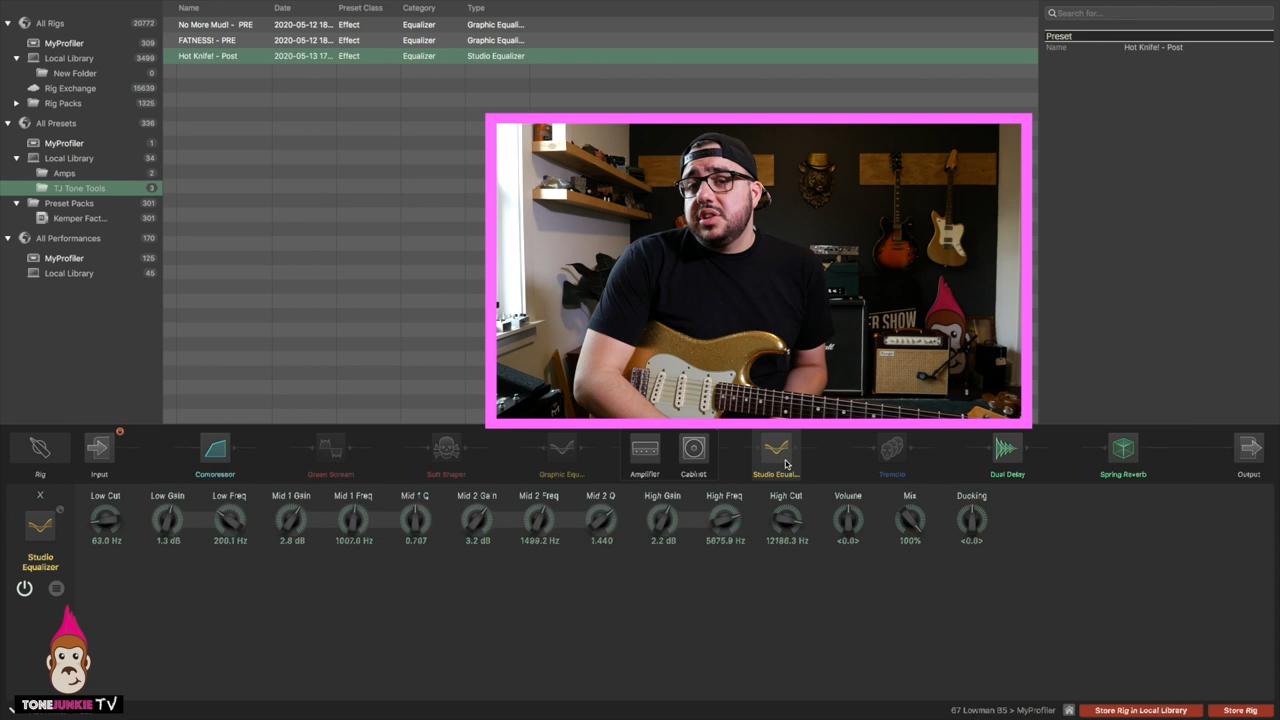 All Rigs 20772
MyProfiler 309
Local Library 3499
New Folder 0
Rig Exchange 15639
Rig Packs 1325
All Presets 336
MyProfiler 1
Local Library 34
Amps 2
TJ Tone Tools 3
Preset Packs 301
Kemper Fact... 301
All Performances 170
MyProfiler 125
Local Library 45
Name Date Preset Class Category Type
No More Mud! - PRE 2020-05-12 18... Effect Equalizer Graphic Equali...
FATNESS! - PRE 2020-05-12 18... Effect Equalizer Graphic Equali...
Hot Knife! - Post 2020-05-13 17... Effect Equalizer Studio Equalizer
Search for...
Preset
Name Hot Knife! - Post
ER SHOW
Rig Input Compressor Green Scream Soft Shaper Graphic Equ... Amplifier Cabinet Studio Equal... Tremolo Dual Delay Spring Reverb Output
X Low Cut Low Gain Low Freq Mid 1 Gain Mid 1 Freq Mid 1 Q Mid 2 Gain Mid 2 Freq Mid 2 Q High Gain High Freq High Cut Volume Mix Ducking
63.0 Hz 1.3 dB 200.1 Hz 2.8 dB 1007.0 Hz 0.707 3.2 dB 1499.2 Hz 1.440 2.2 dB 5675.9 Hz 12186.3 Hz <0.0> 100% <0.0>
Studio
Equalizer
TONEJUNKIE TV
67 Lowman B5 > MyProfiler Store Rig in Local Library Store Rig